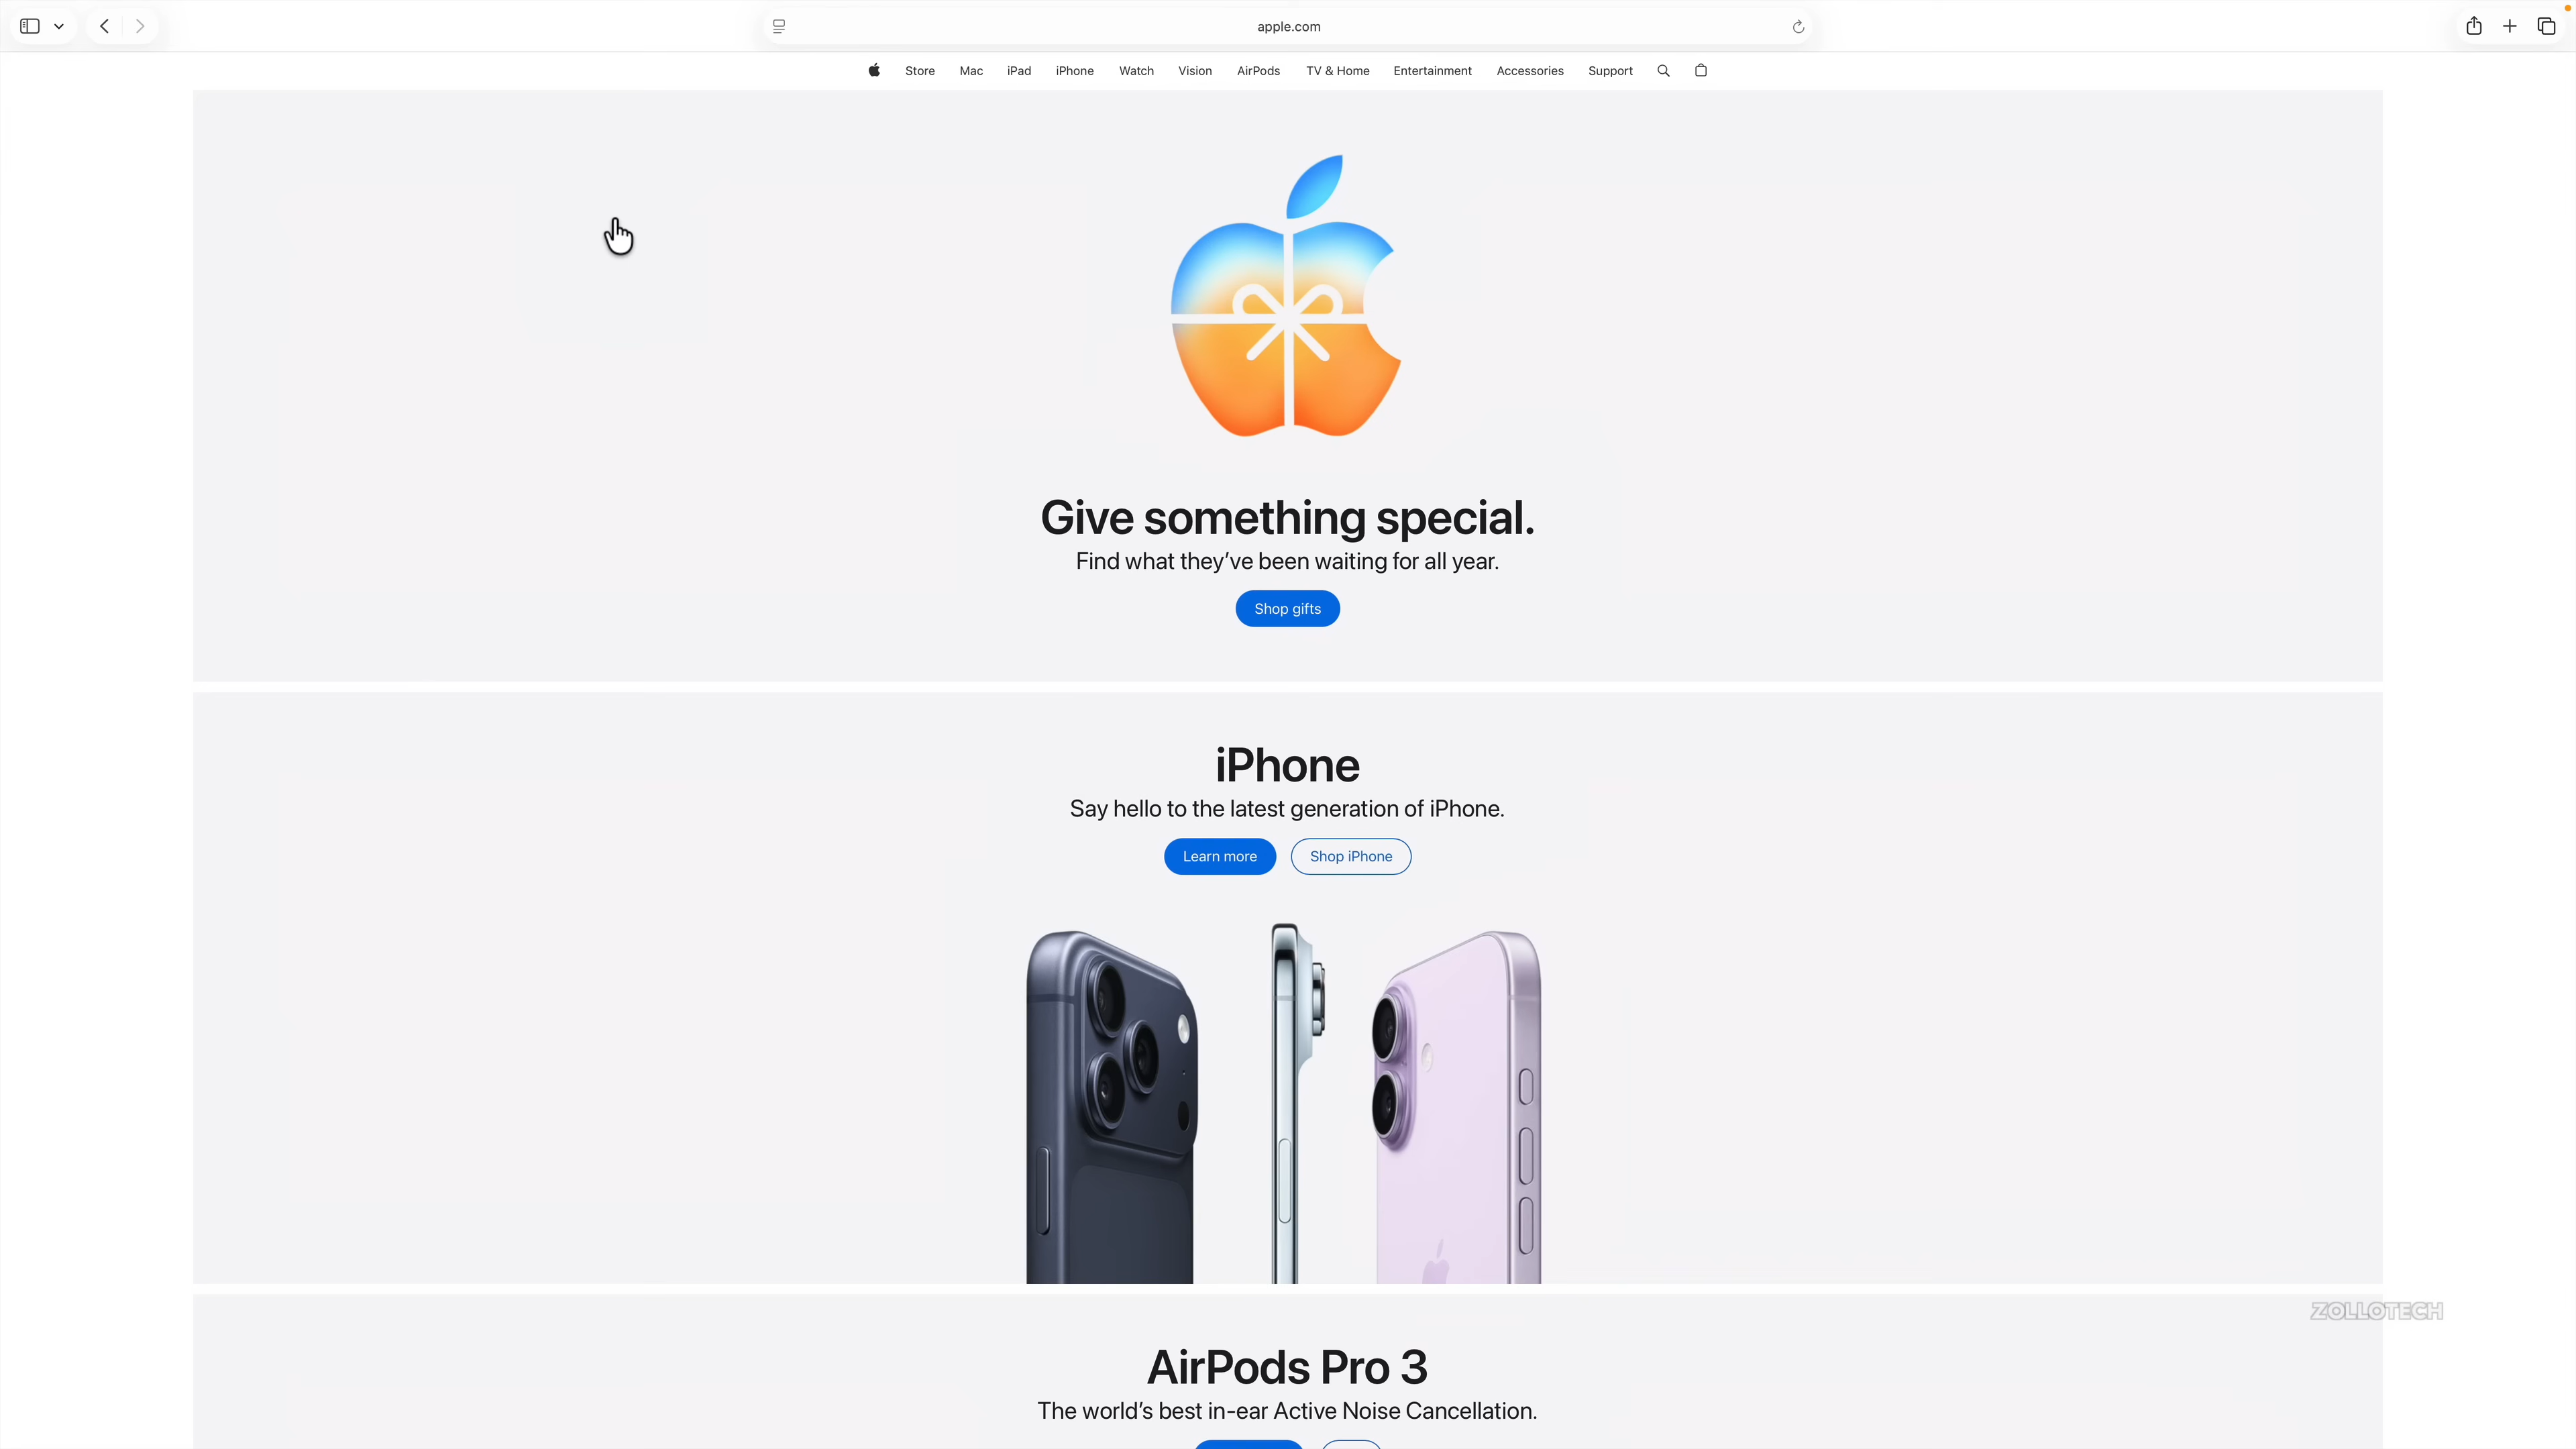 apple.com
Store Mac iPad iPhone Watch Vision AirPods TV & Home Entertainment Accessories Support
Give something special.
Find what they’ve been waiting for all year.
Shop gifts
iPhone
Say hello to the latest generation of iPhone.
Learn more Shop iPhone
ZOLLOTECH
AirPods Pro 3
The world’s best in-ear Active Noise Cancellation.